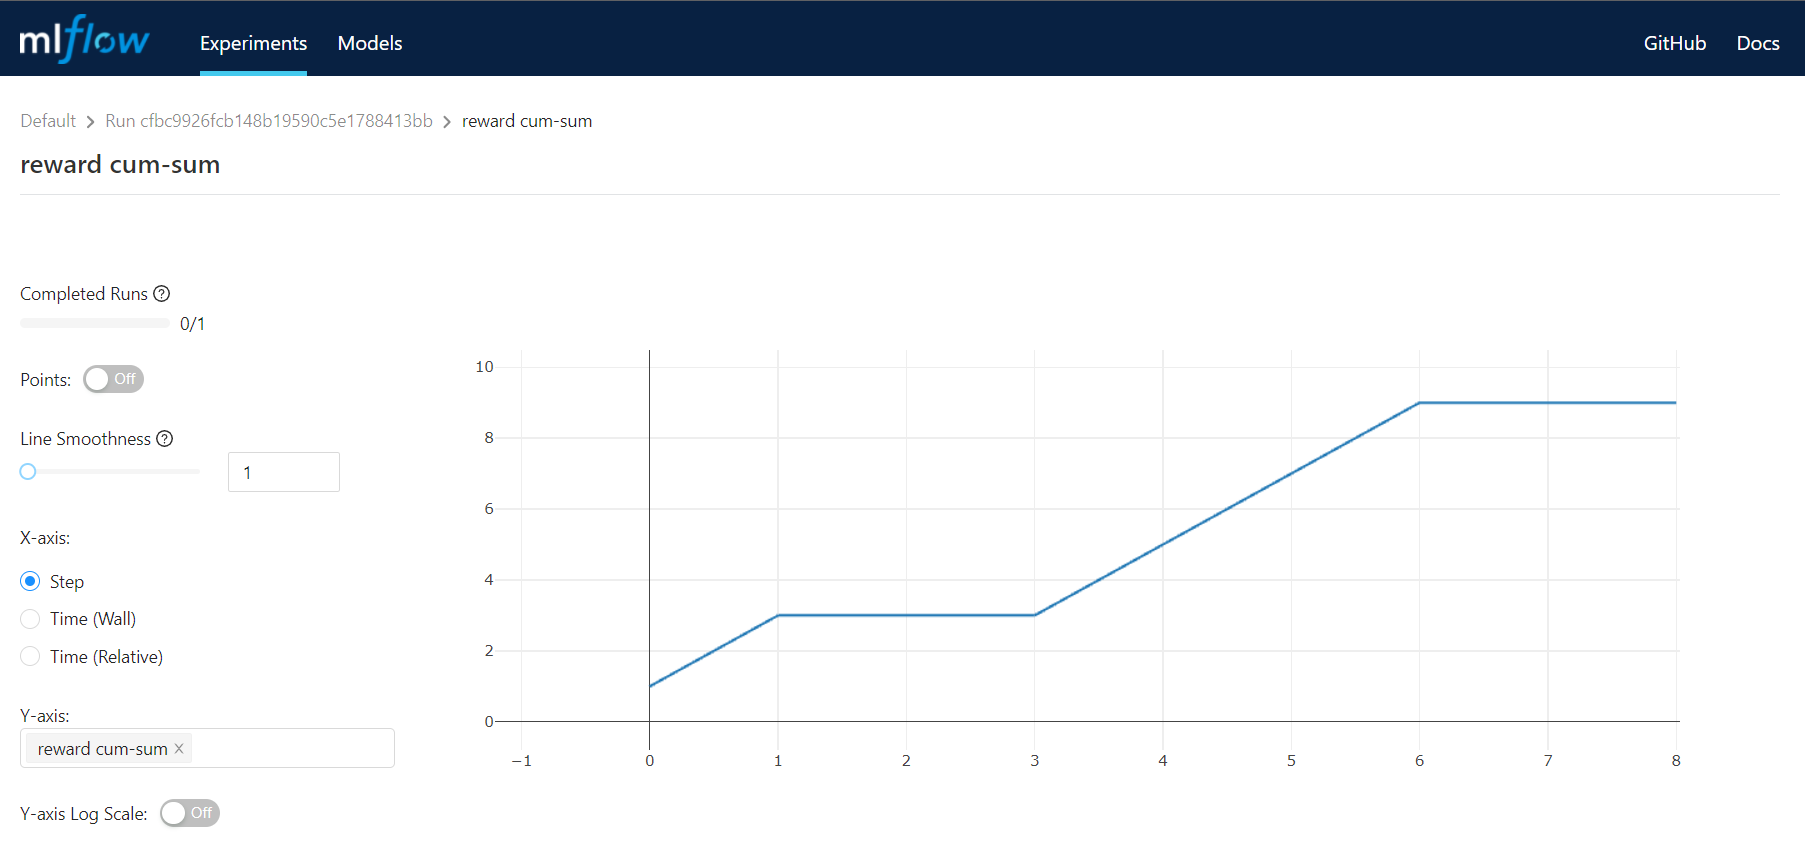 mlflow Experiments Models GitHub Docs
Default > Run cfbc9926fcb148b19590c5e1788413bb > reward cum-sum
reward cum-sum
Completed Runs ?
0/1
Points: Off
Line Smoothness ?
1
X-axis:
Step
Time (Wall)
Time (Relative)
Y-axis:
reward cum-sum ×
Y-axis Log Scale: Off
10
8
6
4
2
0
−1 0 1 2 3 4 5 6 7 8